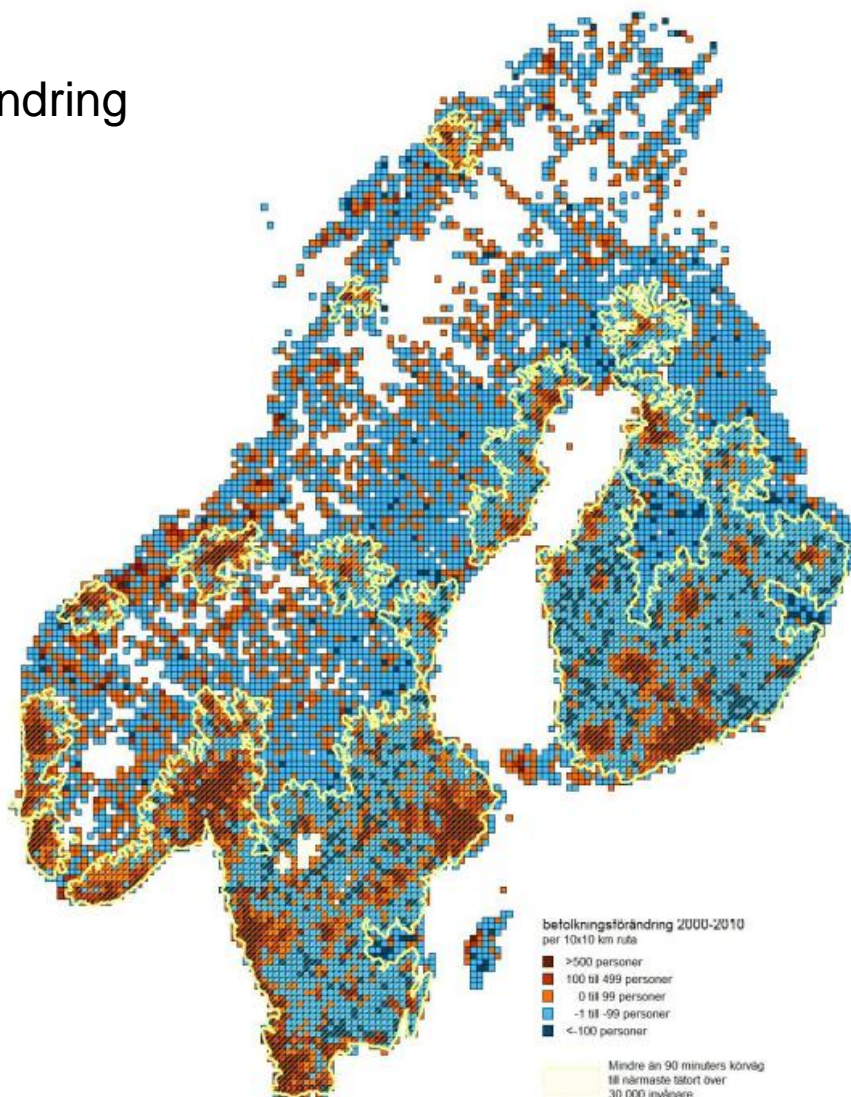 ndring
befolkningsförändring 2000-2010
per 10x10 km ruta
>500 personer
100 till 499 personer
0 till 99 personer
-1 till -99 personer
<-100 personer
Mindre än 90 minuters körväg
till närmaste tätort över
30 000 invånare